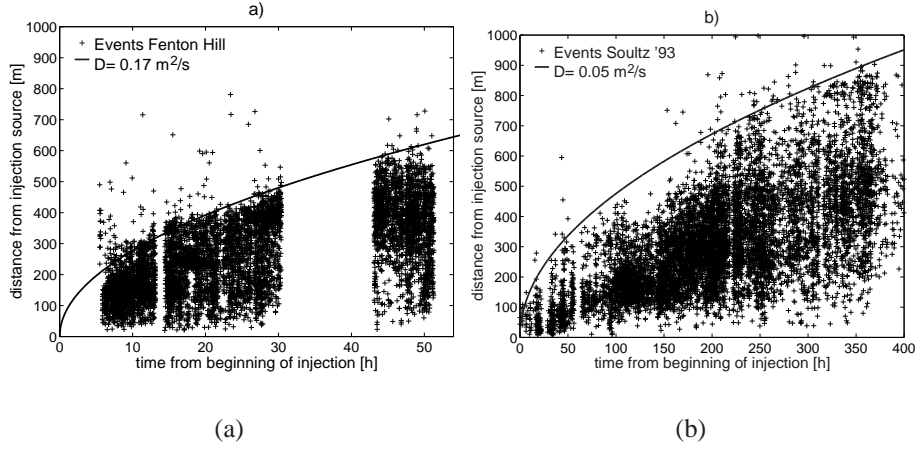 a)
1000
900
800
700
600
500
400
300
200
100
0
distance from injection source [m]
+ Events Fenton Hill
— D= 0.17 m²/s
0 10 20 30 40 50
time from beginning of injection [h]
(a)
b)
1000
900
800
700
600
500
400
300
200
100
0
distance from injection source [m]
+ Events Soultz '93
— D= 0.05 m²/s
0 50 100 150 200 250 300 350 400
time from beginning of injection [h]
(b)